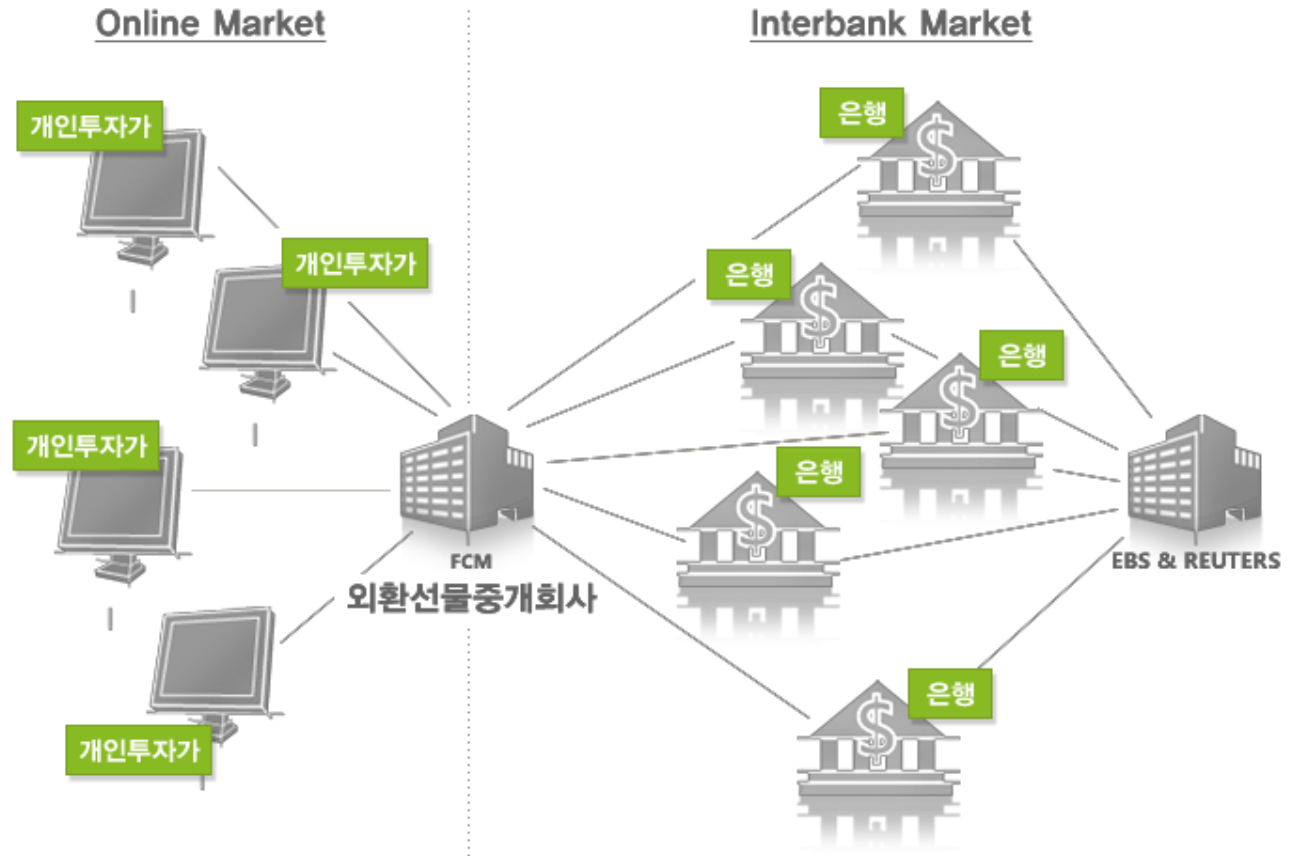 Online Market
Interbank Market
개인투자가
은행
개인투자가
은행
은행
개인투자가
은행
FCM
외환선물중개회사
EBS & REUTERS
은행
개인투자가